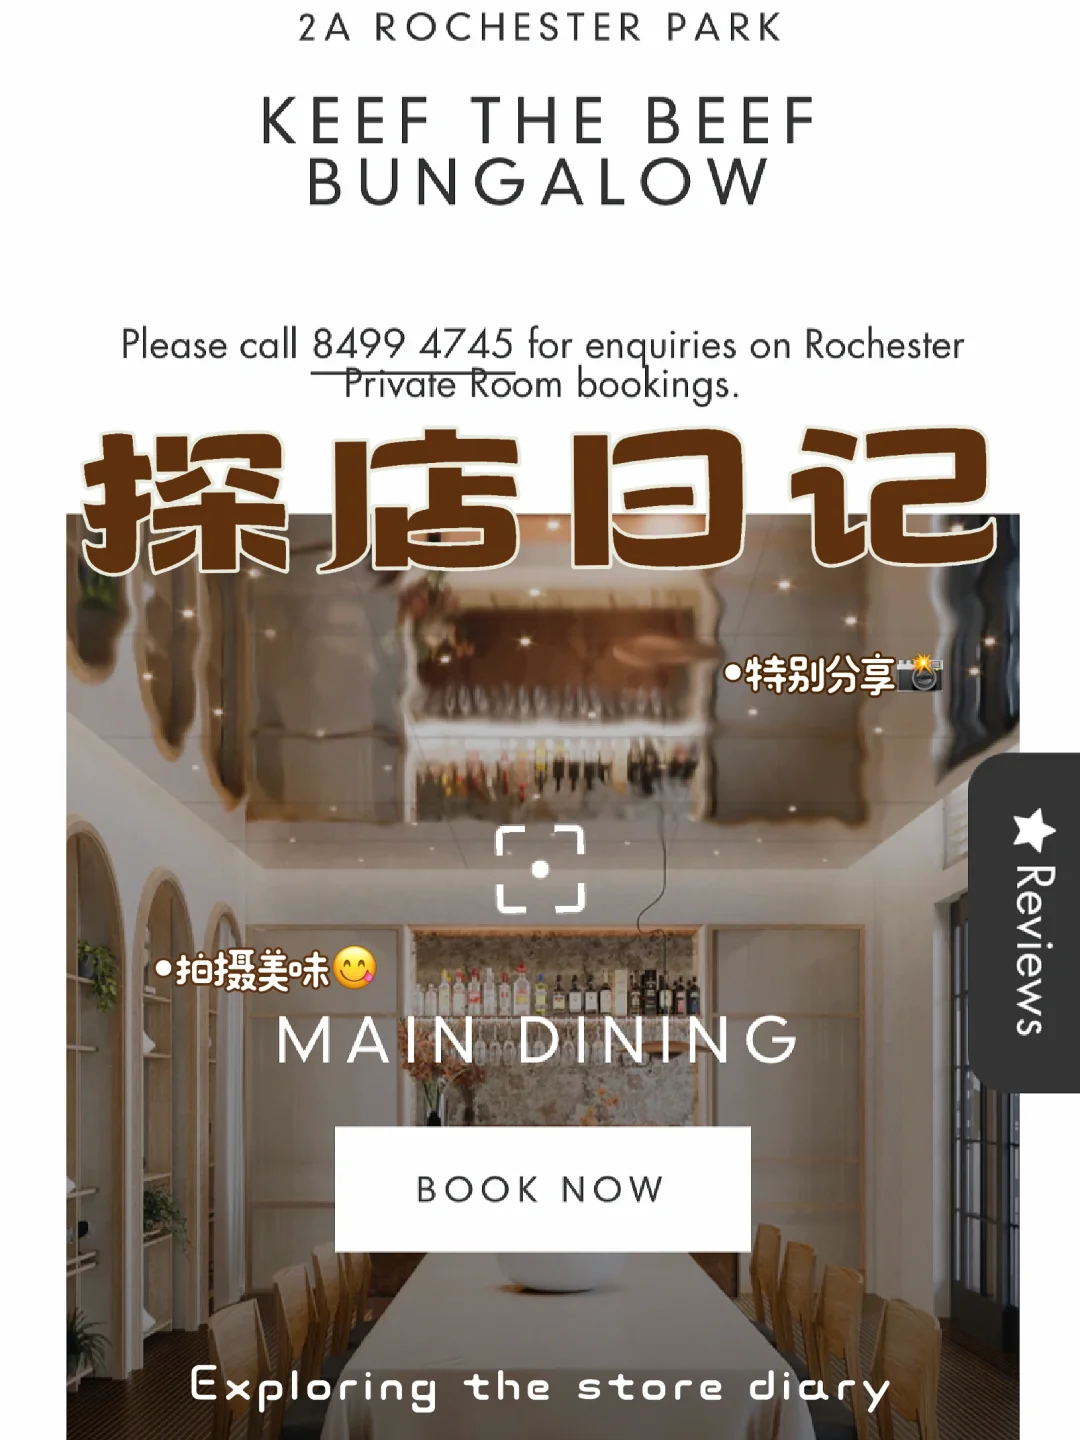 2A ROCHESTER PARK
KEEF THE BEEF
BUNGALOW
Please call 8499 4745 for enquiries on Rochester
Private Room bookings.
探店日记
•特别分享
•拍摄美味
MAIN DINING
BOOK NOW
Reviews
Exploring the store diary